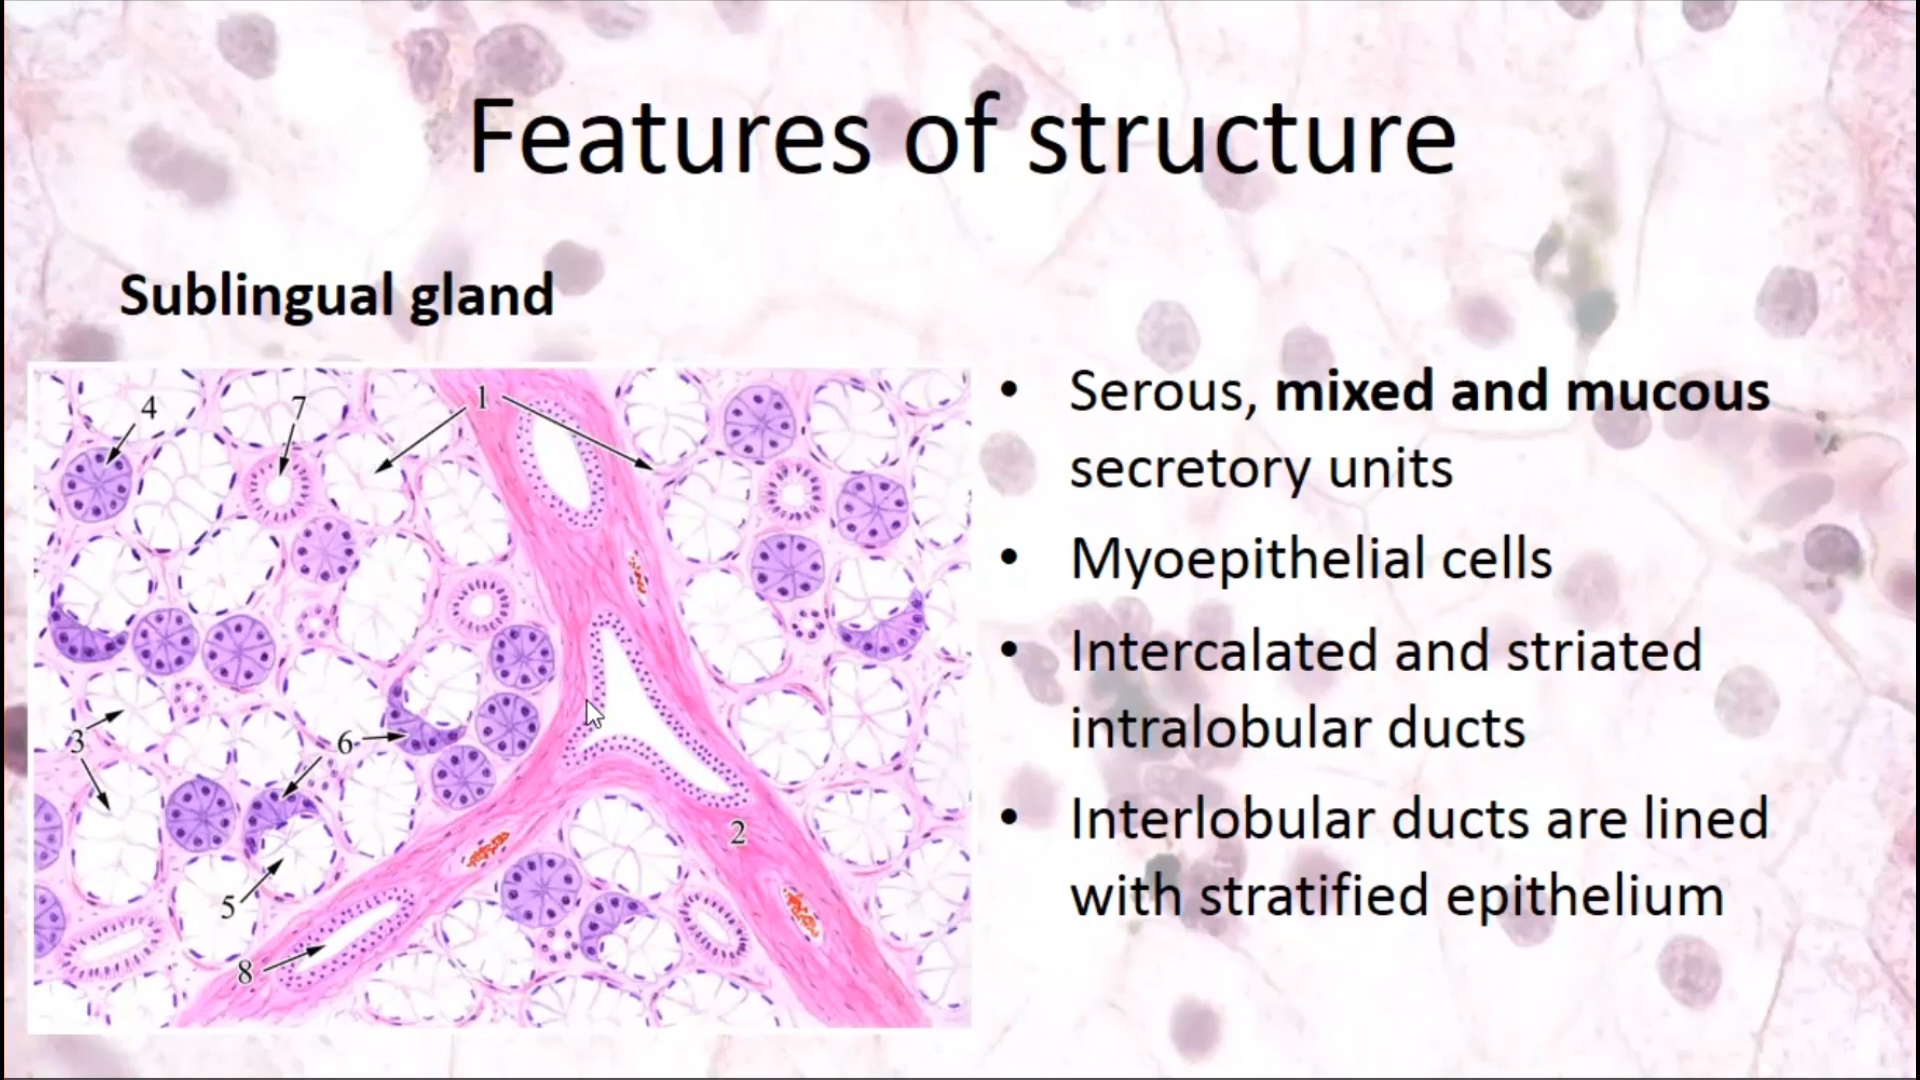 Features of structure
Sublingual gland
4
7
1
3
6
5
2
8
• Serous, mixed and mucous
secretory units
• Myoepithelial cells
• Intercalated and striated
intralobular ducts
• Interlobular ducts are lined
with stratified epithelium